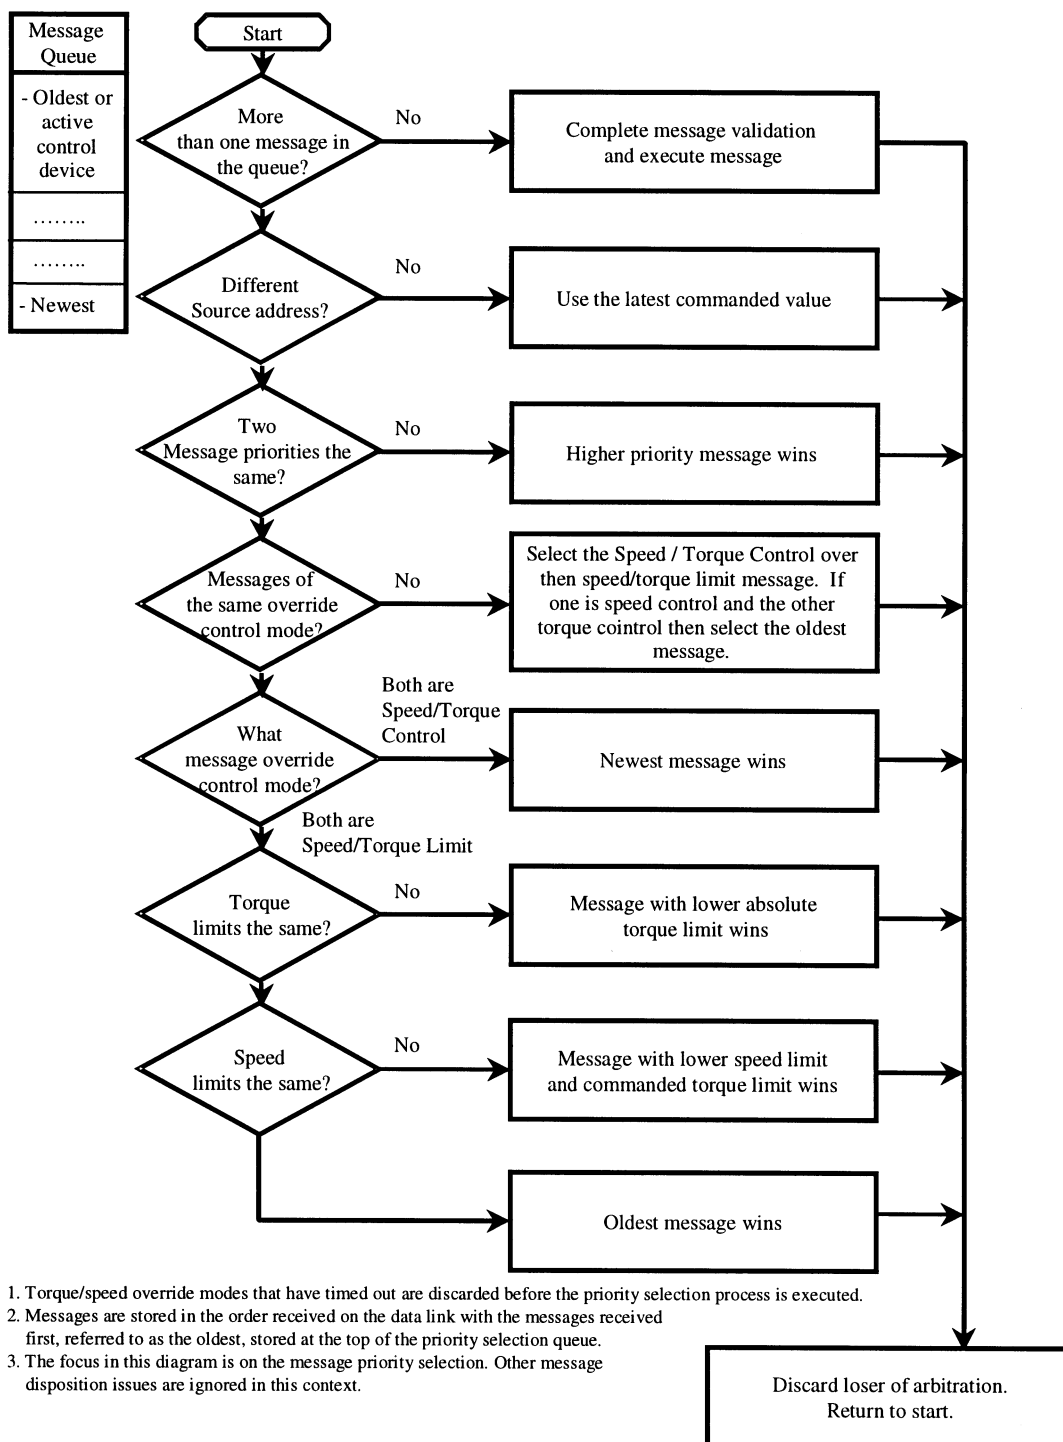 Message
Queue
- Oldest or
active
control
device
........
........
- Newest
Start
More
than one message in
the queue?
No
Complete message validation
and execute message
Different
Source address?
No
Use the latest commanded value
Two
Message priorities the
same?
No
Higher priority message wins
Messages of
the same override
control mode?
No
Select the Speed / Torque Control over
then speed/torque limit message. If
one is speed control and the other
torque cointrol then select the oldest
message.
What
message override
control mode?
Both are
Speed/Torque
Control
Newest message wins
Both are
Speed/Torque Limit
Torque
limits the same?
No
Message with lower absolute
torque limit wins
Speed
limits the same?
No
Message with lower speed limit
and commanded torque limit wins
Oldest message wins
1. Torque/speed override modes that have timed out are discarded before the priority selection process is executed.
2. Messages are stored in the order received on the data link with the messages received
first, referred to as the oldest, stored at the top of the priority selection queue.
3. The focus in this diagram is on the message priority selection. Other message
disposition issues are ignored in this context.
Discard loser of arbitration.
Return to start.